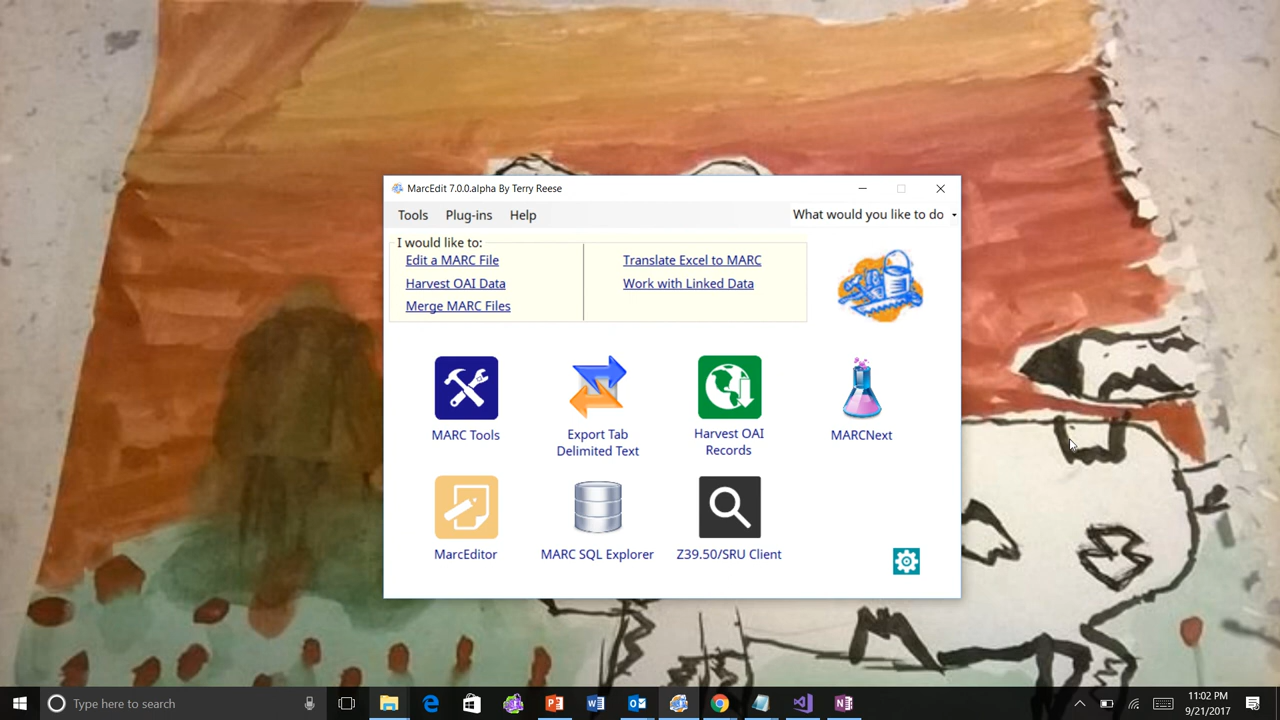 MarcEdit 7.0.0.alpha By Terry Reese
Tools Plug-ins Help What would you like to do
I would like to:
Edit a MARC File Translate Excel to MARC
Harvest OAI Data Work with Linked Data
Merge MARC Files
MARC Tools
Export Tab
Delimited Text
Harvest OAI
Records
MARCNext
MarcEditor
MARC SQL Explorer
Z39.50/SRU Client
Type here to search
11:02 PM
9/21/2017